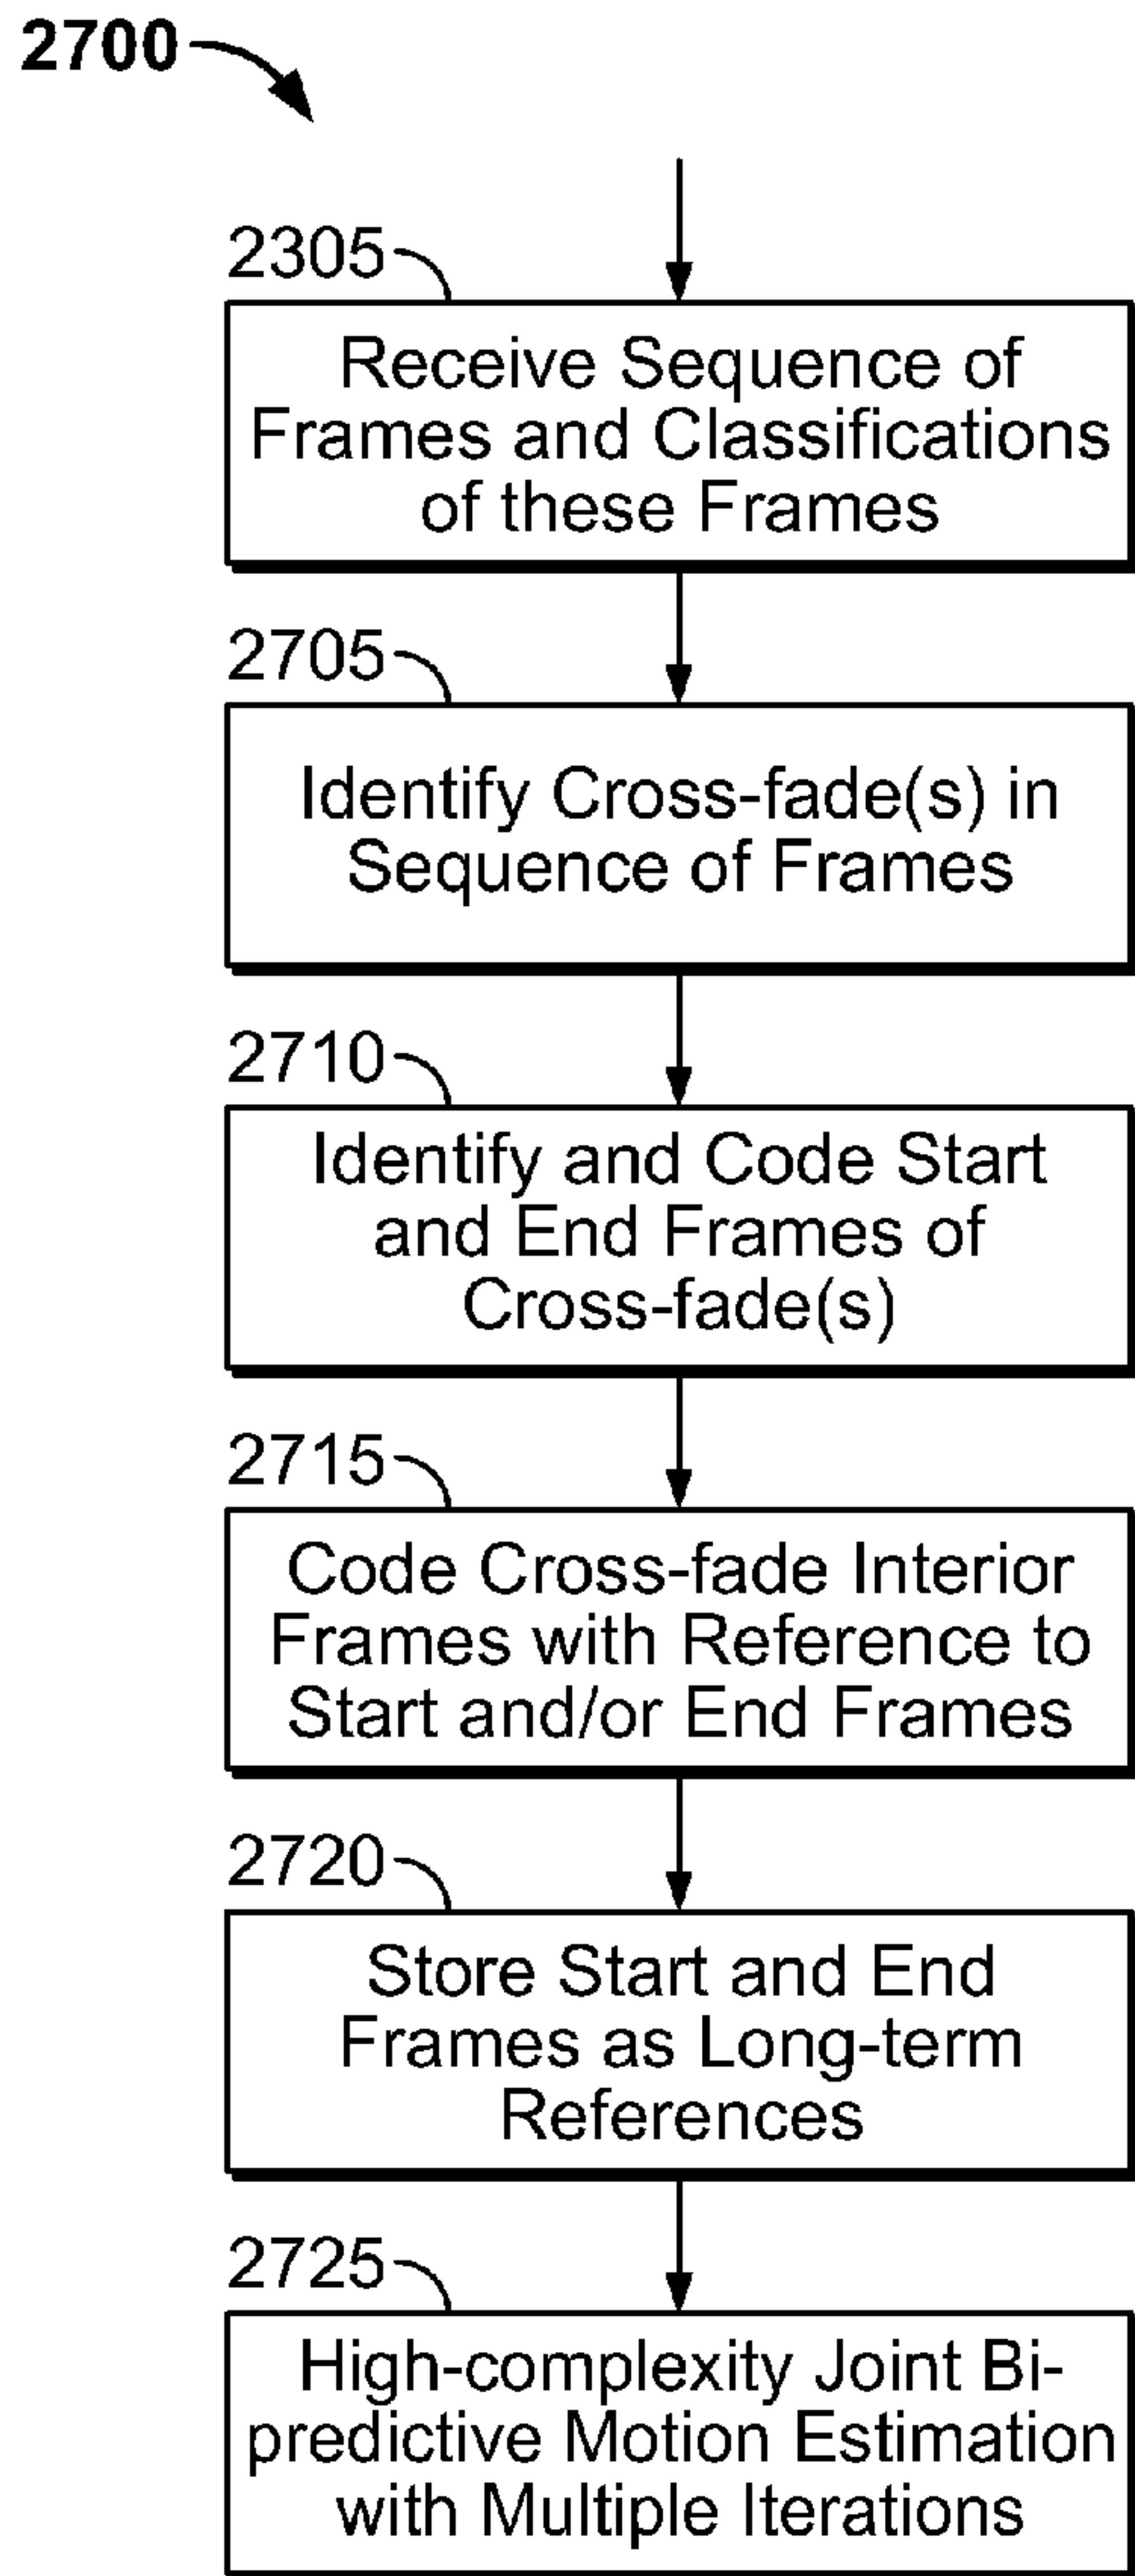 2700
2305
Receive Sequence of
Frames and Classifications
of these Frames
2705
Identify Cross-fade(s) in
Sequence of Frames
2710
Identify and Code Start
and End Frames of
Cross-fade(s)
2715
Code Cross-fade Interior
Frames with Reference to
Start and/or End Frames
2720
Store Start and End
Frames as Long-term
References
2725
High-complexity Joint Bi-
predictive Motion Estimation
with Multiple Iterations